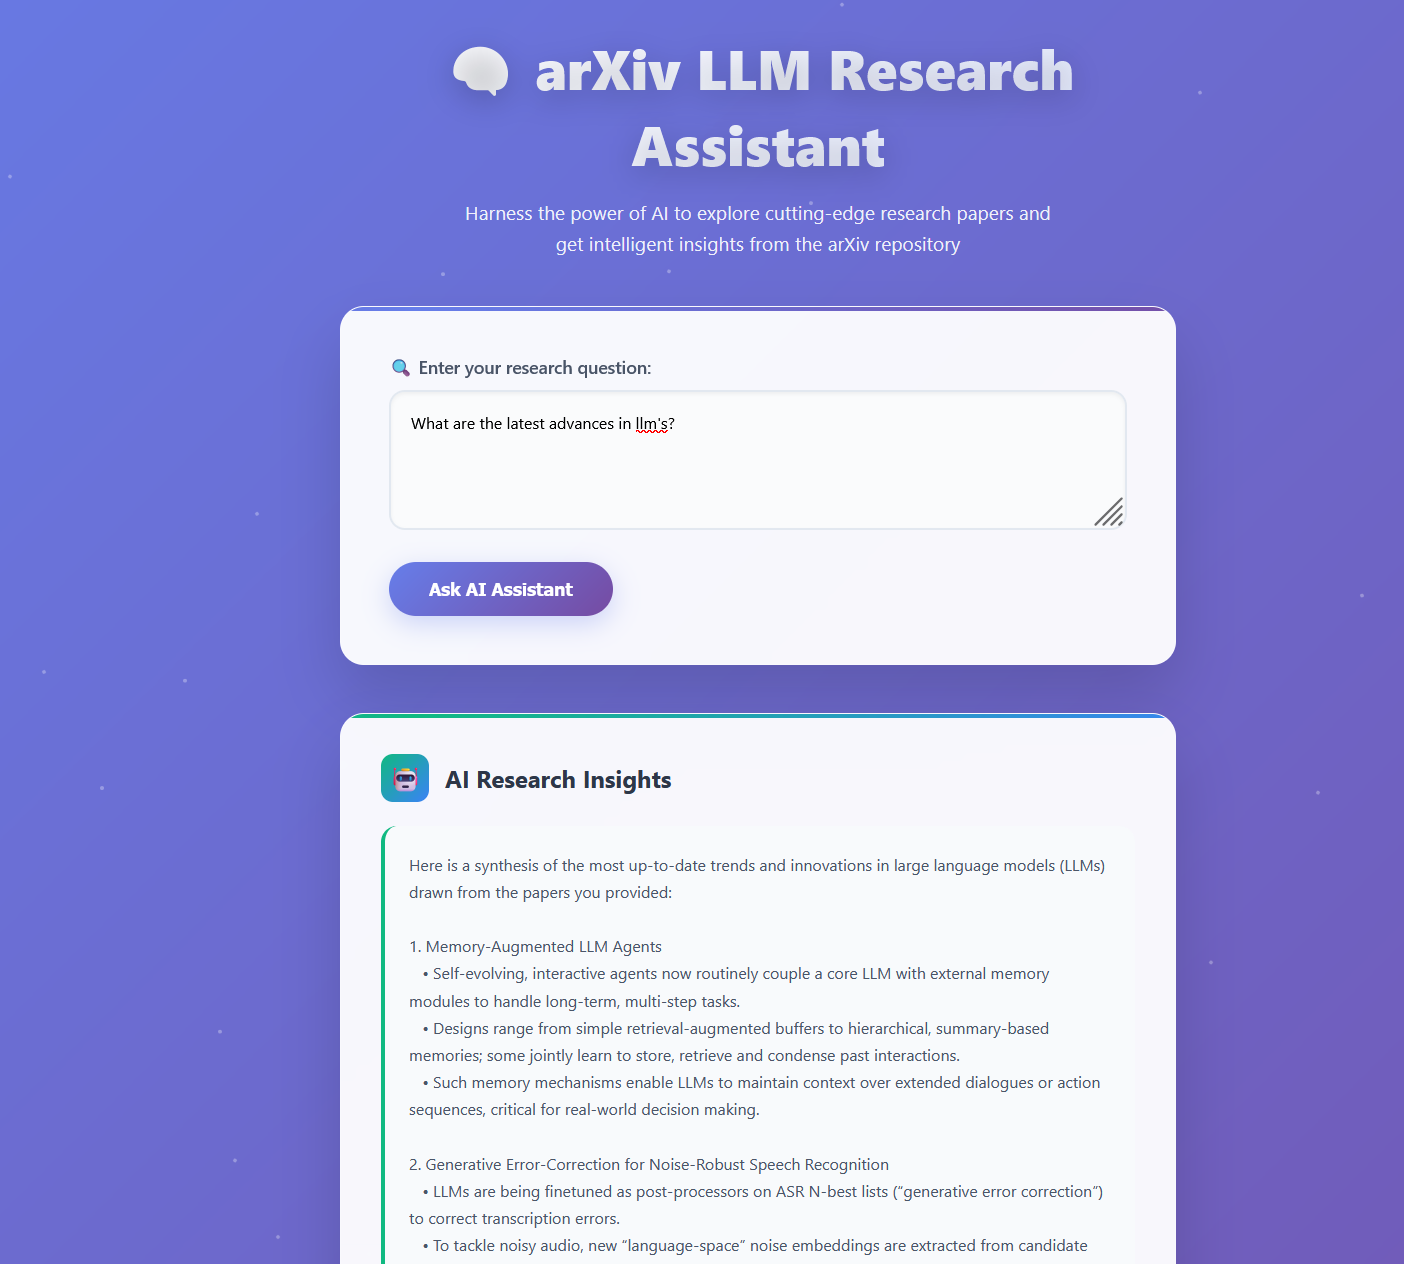 arXiv LLM Research
Assistant
Harness the power of AI to explore cutting-edge research papers and
get intelligent insights from the arXiv repository
Enter your research question:
What are the latest advances in llm's?
Ask AI Assistant
AI Research Insights
Here is a synthesis of the most up-to-date trends and innovations in large language models (LLMs)
drawn from the papers you provided:
1. Memory-Augmented LLM Agents
• Self-evolving, interactive agents now routinely couple a core LLM with external memory
modules to handle long-term, multi-step tasks.
• Designs range from simple retrieval-augmented buffers to hierarchical, summary-based
memories; some jointly learn to store, retrieve and condense past interactions.
• Such memory mechanisms enable LLMs to maintain context over extended dialogues or action
sequences, critical for real-world decision making.
2. Generative Error-Correction for Noise-Robust Speech Recognition
• LLMs are being finetuned as post-processors on ASR N-best lists (“generative error correction”)
to correct transcription errors.
• To tackle noisy audio, new “language-space” noise embeddings are extracted from candidate